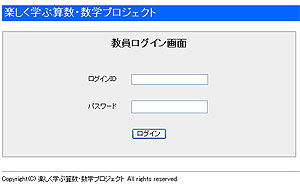 楽しく学ぶ算数・数学プロジェクト
教員ログイン画面
ログインID
パスワード
ログイン
Copyright(C) 楽しく学ぶ算数・数学プロジェクト All rights reserved.